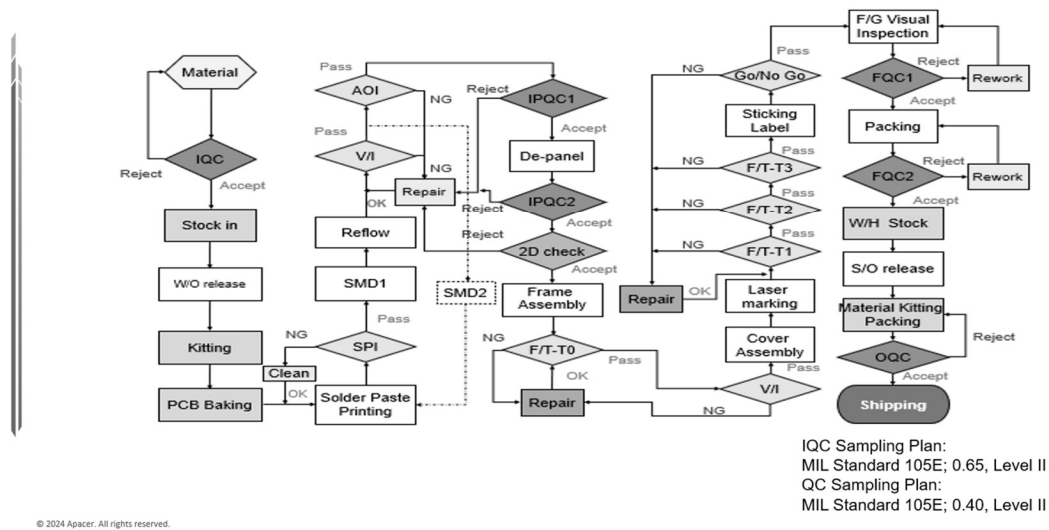 Material
Reject
IQC
Accept
Stock in
W/O release
Kitting
PCB Baking
NG
Clean
OK
Solder Paste
Printing
SPI
Pass
SMD1
Reflow
OK
V/I
Pass
NG
AOI
Pass
NG
Repair
SMD2
Reject
IPQC1
Accept
De-panel
Reject
IPQC2
Accept
Reject
2D check
Accept
Frame
Assembly
NG
F/T-T0
Pass
OK
Repair
NG
V/I
Pass
Cover
Assembly
Laser
marking
OK
Repair
NG
F/T-T1
Pass
NG
F/T-T2
Pass
NG
F/T-T3
Pass
Sticking
Label
NG
Go/No Go
Pass
F/G Visual
Inspection
Reject
FQC1
Rework
Accept
Packing
Reject
FQC2
Rework
Accept
W/H Stock
S/O release
Material Kitting
Packing
Reject
OQC
Accept
Shipping
IQC Sampling Plan:
MIL Standard 105E; 0.65, Level II
QC Sampling Plan:
MIL Standard 105E; 0.40, Level II
© 2024 Apacer. All rights reserved.